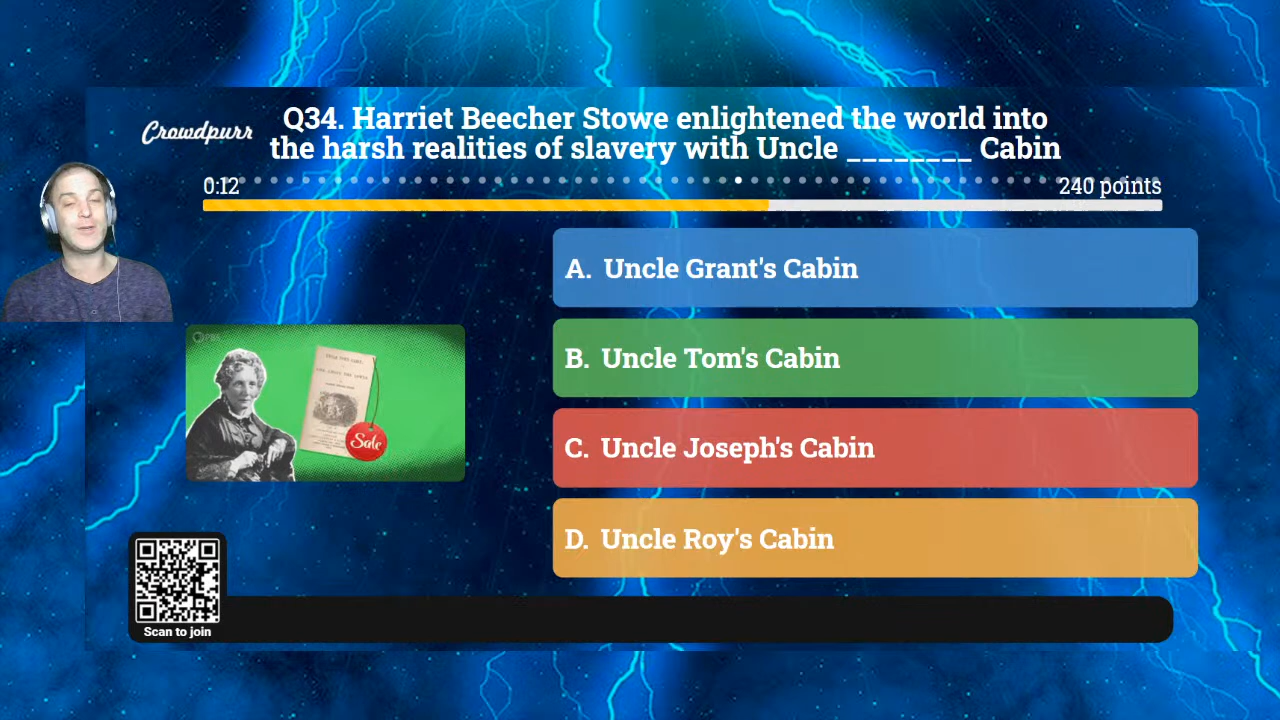 Crowdpurr
Q34. Harriet Beecher Stowe enlightened the world into
the harsh realities of slavery with Uncle ________ Cabin
0:12
240 points
A. Uncle Grant's Cabin
B. Uncle Tom's Cabin
C. Uncle Joseph's Cabin
D. Uncle Roy's Cabin
PBS
Sale
Scan to join